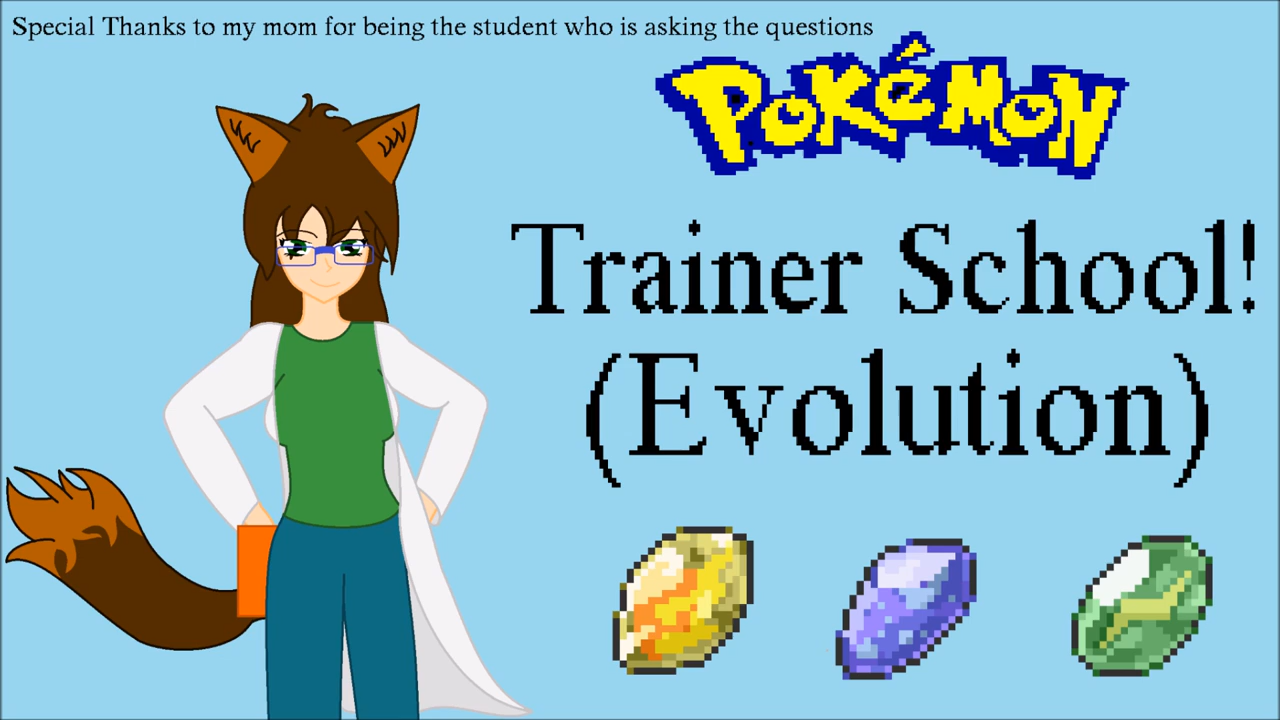 Special Thanks to my mom for being the student who is asking the questions
POKéMON
Trainer School!
(Evolution)